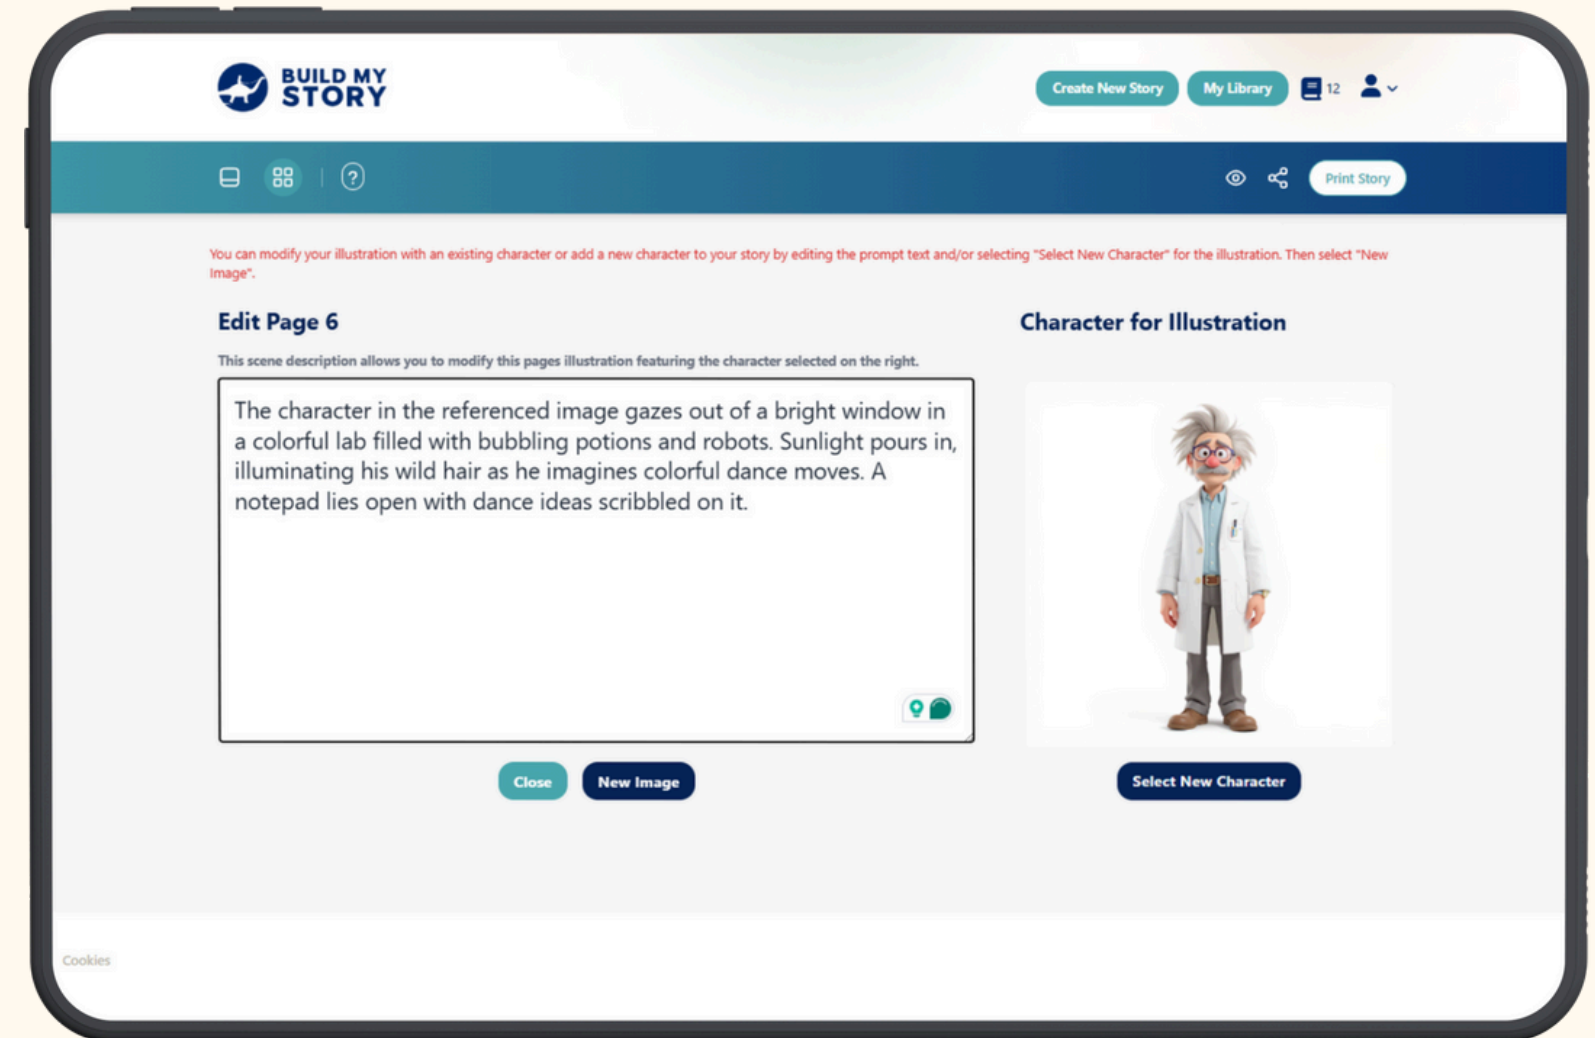 BUILD MY
STORY
Create New Story
My Library
12
?
Print Story
You can modify your illustration with an existing character or add a new character to your story by editing the prompt text and/or selecting "Select New Character" for the illustration. Then select "New
Image".
Edit Page 6
Character for Illustration
This scene description allows you to modify this pages illustration featuring the character selected on the right.
The character in the referenced image gazes out of a bright window in
a colorful lab filled with bubbling potions and robots. Sunlight pours in,
illuminating his wild hair as he imagines colorful dance moves. A
notepad lies open with dance ideas scribbled on it.
Close
New Image
Select New Character
Cookies